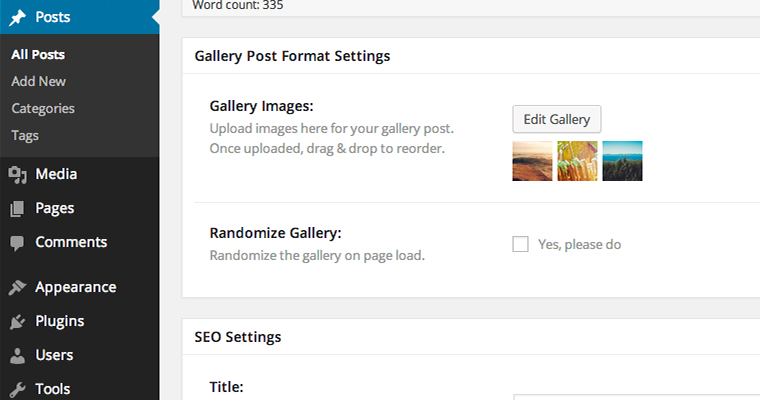 Posts
All Posts
Add New
Categories
Tags
Media
Pages
Comments
Appearance
Plugins
Users
Tools
Word count: 335
Gallery Post Format Settings
Gallery Images:
Upload images here for your gallery post.
Once uploaded, drag & drop to reorder.
Edit Gallery
Randomize Gallery:
Randomize the gallery on page load.
Yes, please do
SEO Settings
Title: